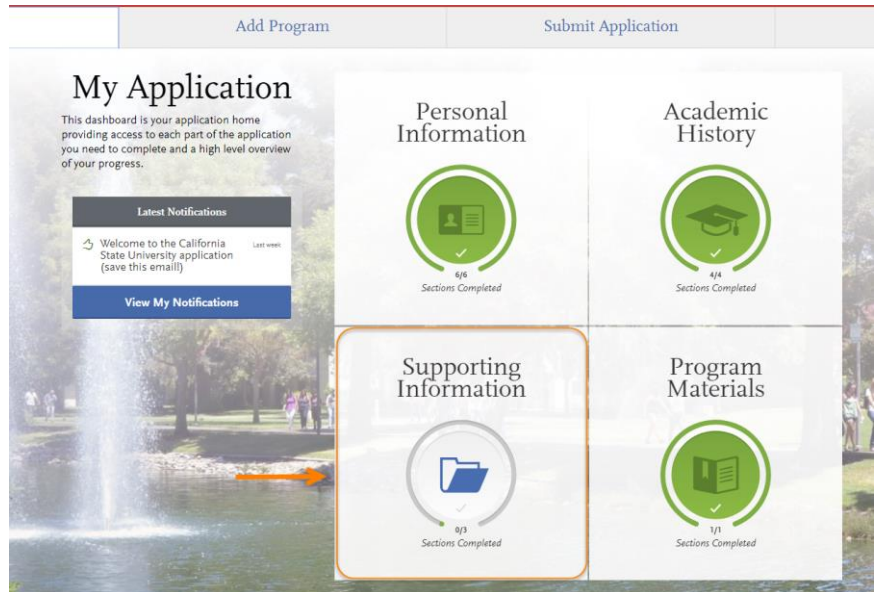 Add Program
Submit Application
My Application
This dashboard is your application home
providing access to each part of the application
you need to complete and a high level overview
of your progress.
Latest Notifications
Welcome to the California
State University application
(save this emaill)
Last week
View My Notifications
Personal
Information
6/6
Sections Completed
Academic
History
4/4
Sections Completed
Supporting
Information
0/3
Sections Completed
Program
Materials
1/1
Sections Completed